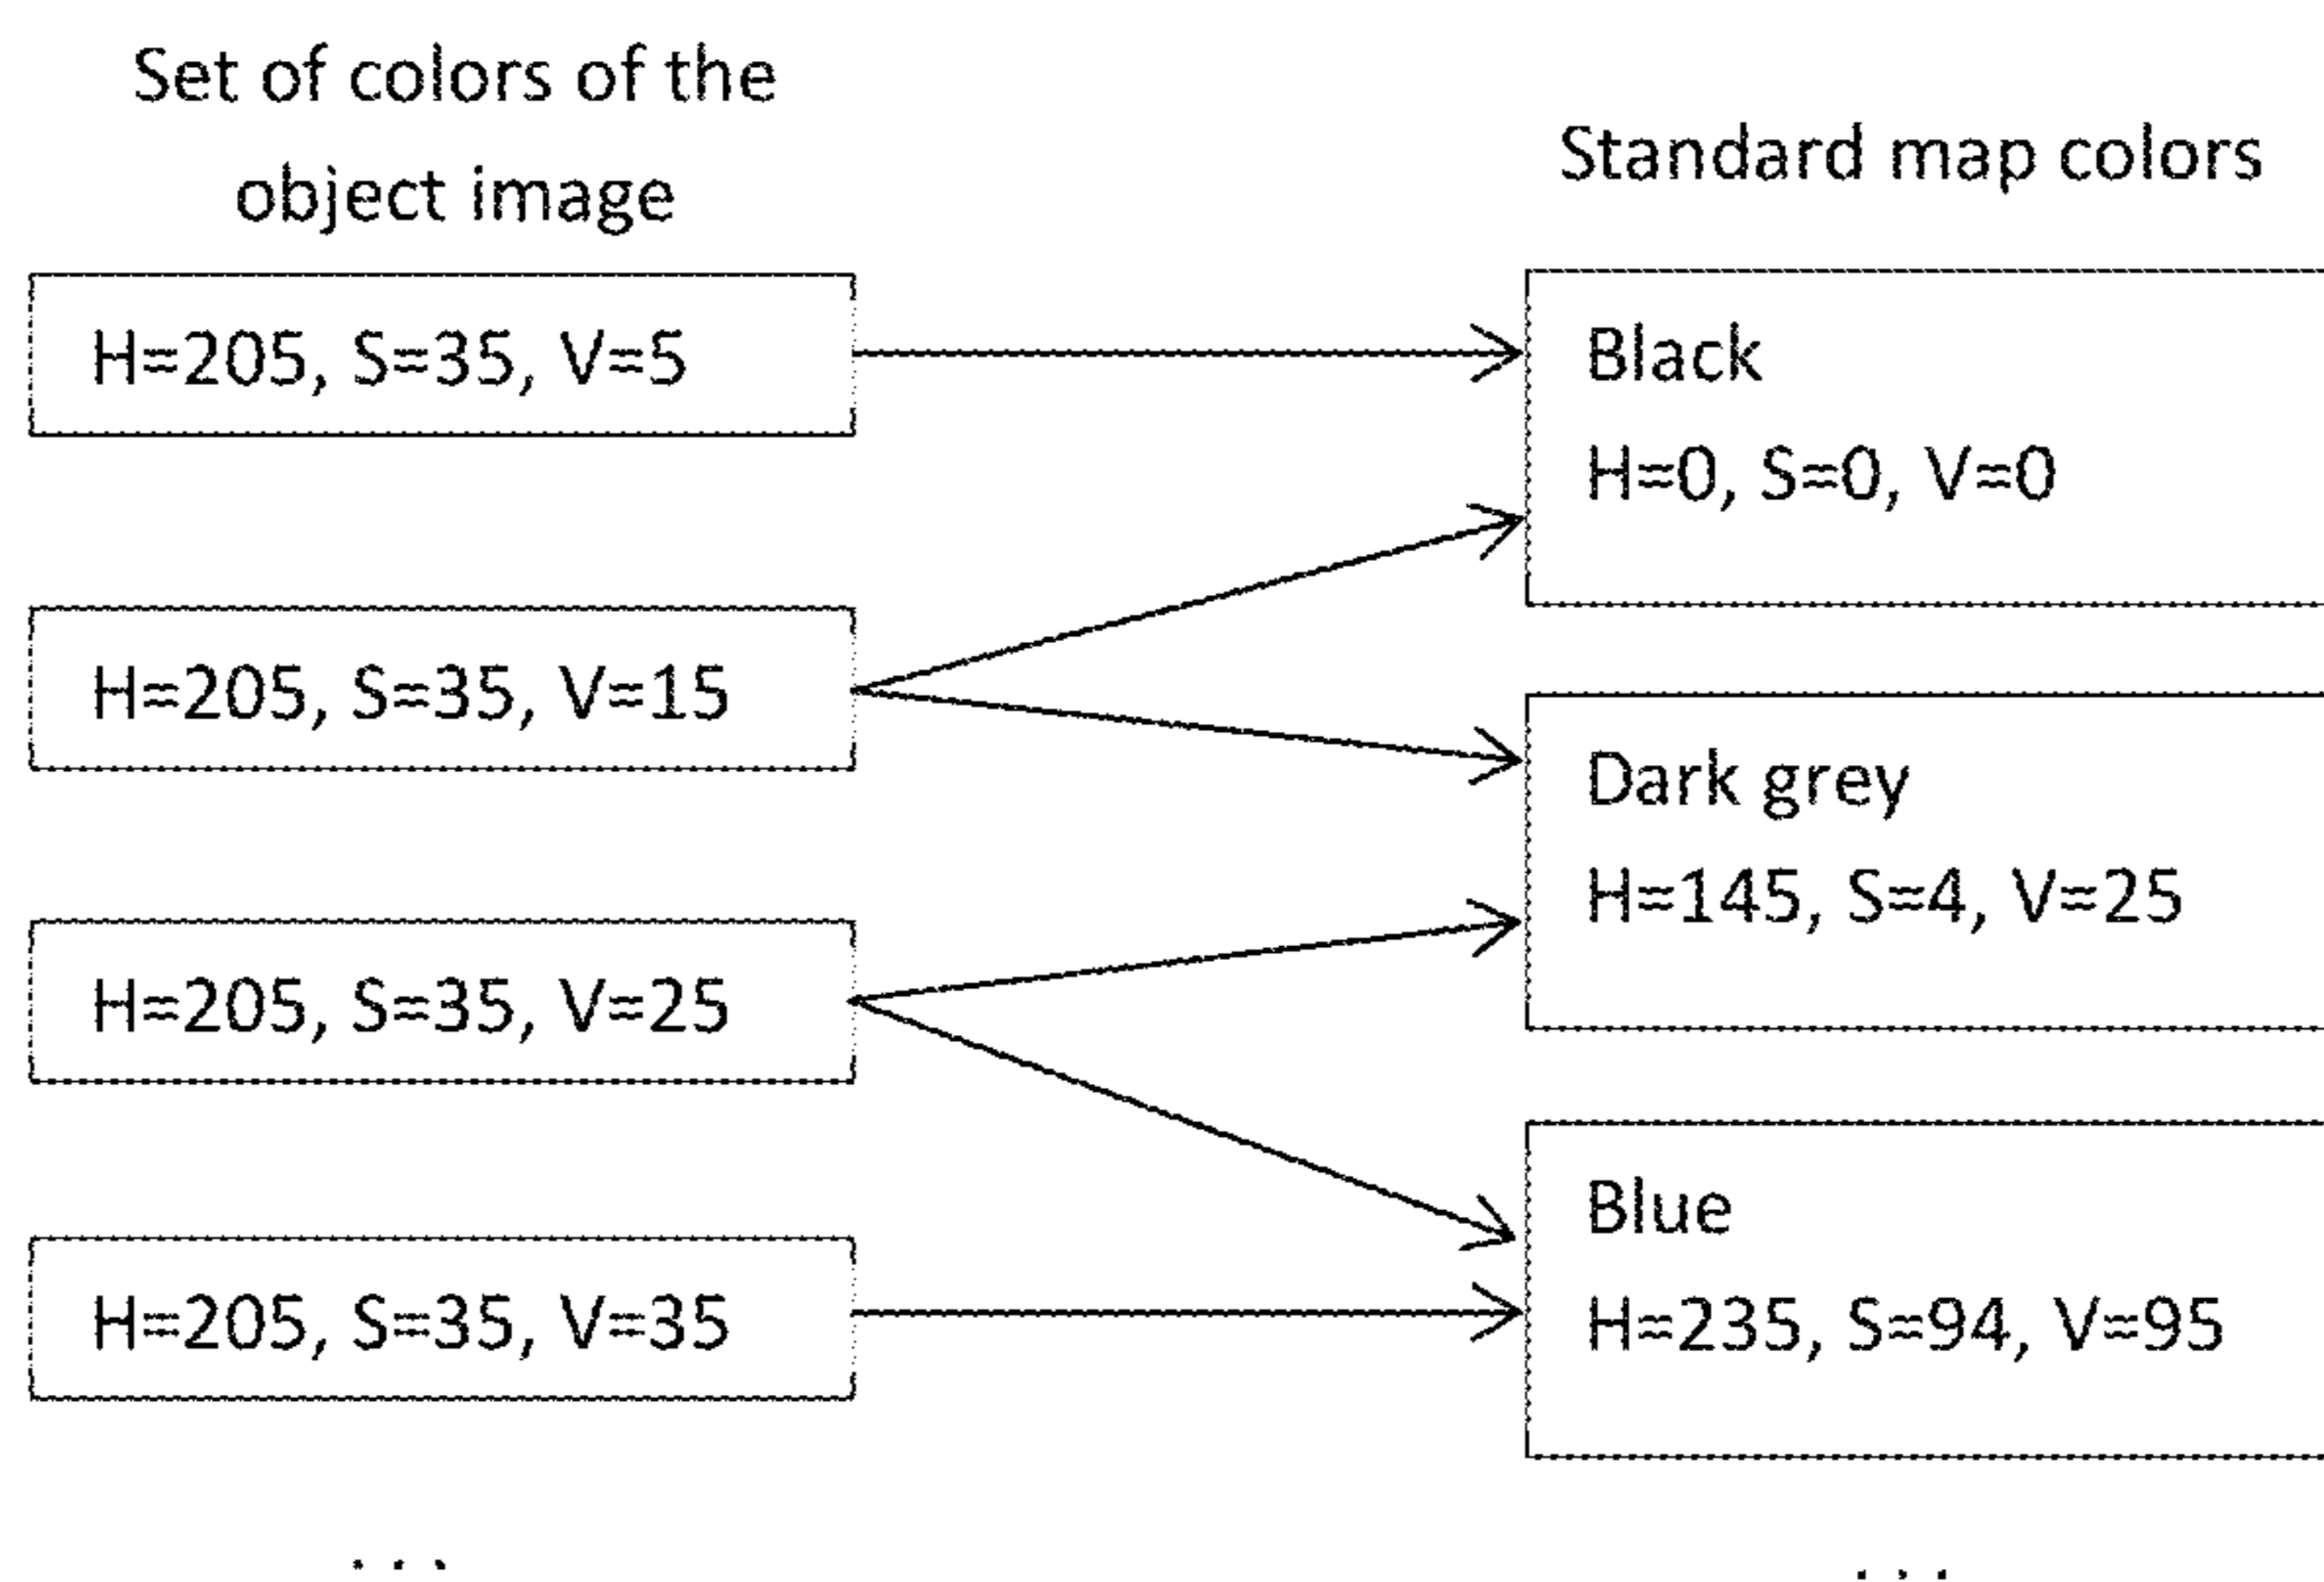 Set of colors of the
object image
Standard map colors
H=205, S=35, V=5
H=205, S=35, V=15
H=205, S=35, V=25
H=205, S=35, V=35
...
Black
H=0, S=0, V=0
Dark grey
H=145, S=4, V=25
Blue
H=235, S=94, V=95
...